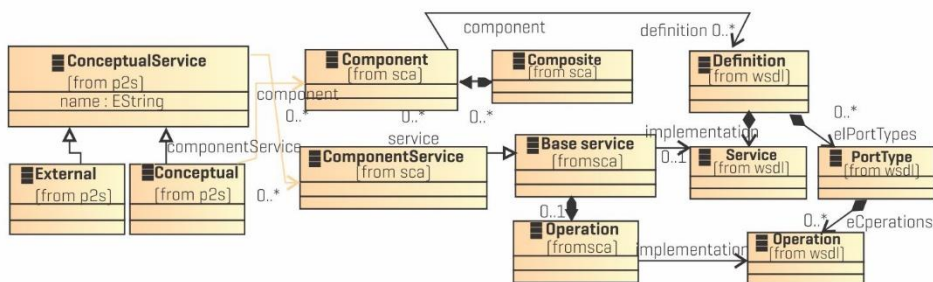 component
definition 0..*
ConceptualService
[from p2s]
name : EString
Component
[from sca]
Composite
[from sca]
Definition
[from wsdl]
component
0..*
0..*
0..*
0..*
service
implementation
eIPortTypes
componentService
External
[from p2s]
Conceptual
[from p2s]
0..*
ComponentService
[from sca]
Base service
[fromsca]
0..1
Service
[from wsdl]
PortType
[from wsdl]
0..1
0..*
eCperations
Operation
[fromsca]
implementation
Operation
[from wsdl]